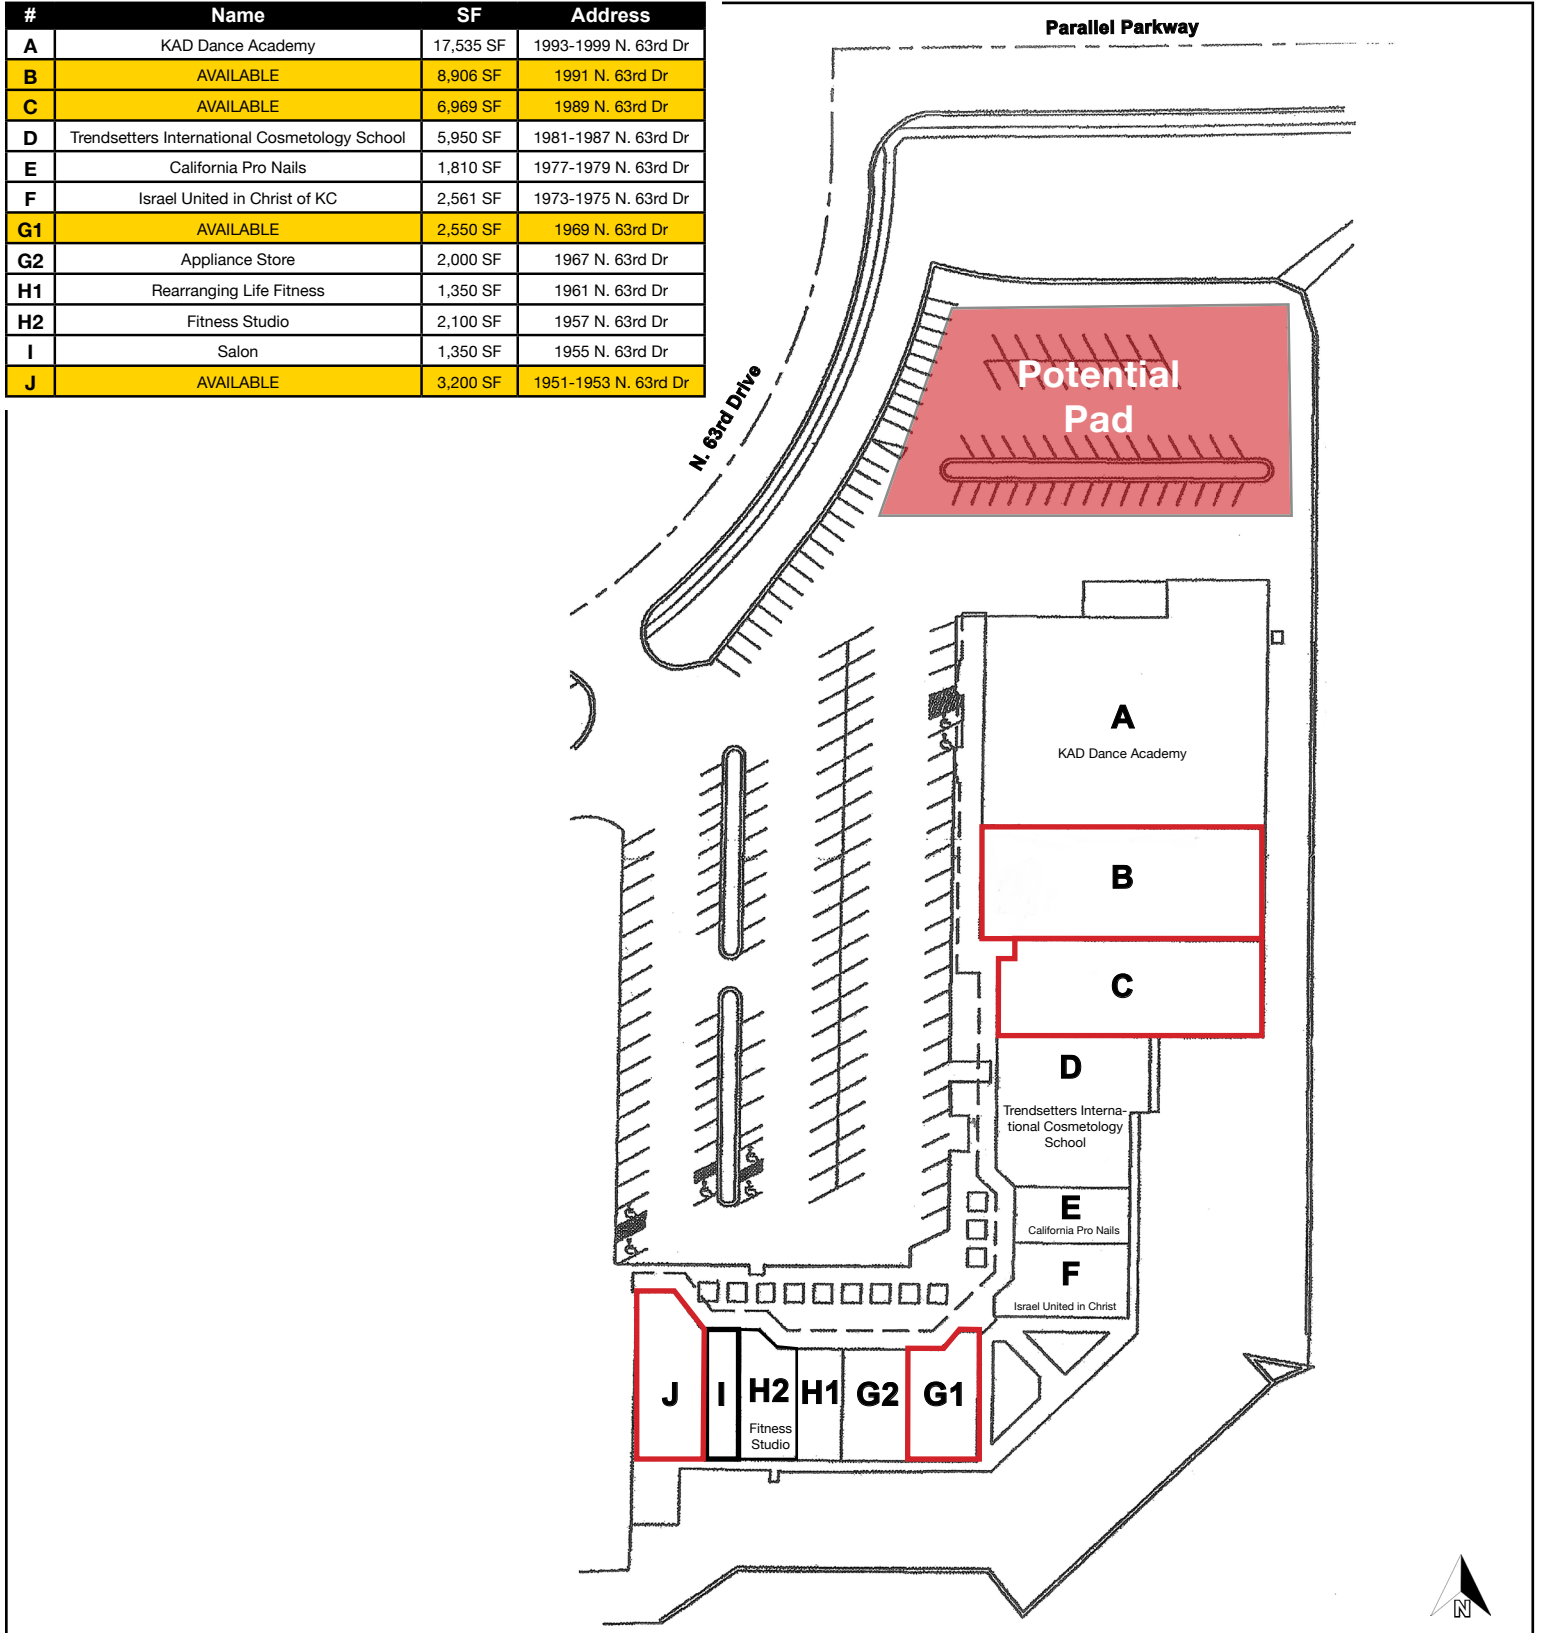 # Name SF Address
A KAD Dance Academy 17,535 SF 1993-1999 N. 63rd Dr
B AVAILABLE 8,906 SF 1991 N. 63rd Dr
C AVAILABLE 6,969 SF 1989 N. 63rd Dr
D Trendsetters International Cosmetology School 5,950 SF 1981-1987 N. 63rd Dr
E California Pro Nails 1,810 SF 1977-1979 N. 63rd Dr
F Israel United in Christ of KC 2,561 SF 1973-1975 N. 63rd Dr
G1 AVAILABLE 2,550 SF 1969 N. 63rd Dr
G2 Appliance Store 2,000 SF 1967 N. 63rd Dr
H1 Rearranging Life Fitness 1,350 SF 1961 N. 63rd Dr
H2 Fitness Studio 2,100 SF 1957 N. 63rd Dr
I Salon 1,350 SF 1955 N. 63rd Dr
J AVAILABLE 3,200 SF 1951-1953 N. 63rd Dr
Parallel Parkway
N. 63rd Drive
Potential
Pad
A
KAD Dance Academy
B
C
D
Trendsetters Interna-
tional Cosmetology
School
E
California Pro Nails
F
Israel United in Christ
J I H2 H1 G2 G1
Fitness
Studio
N